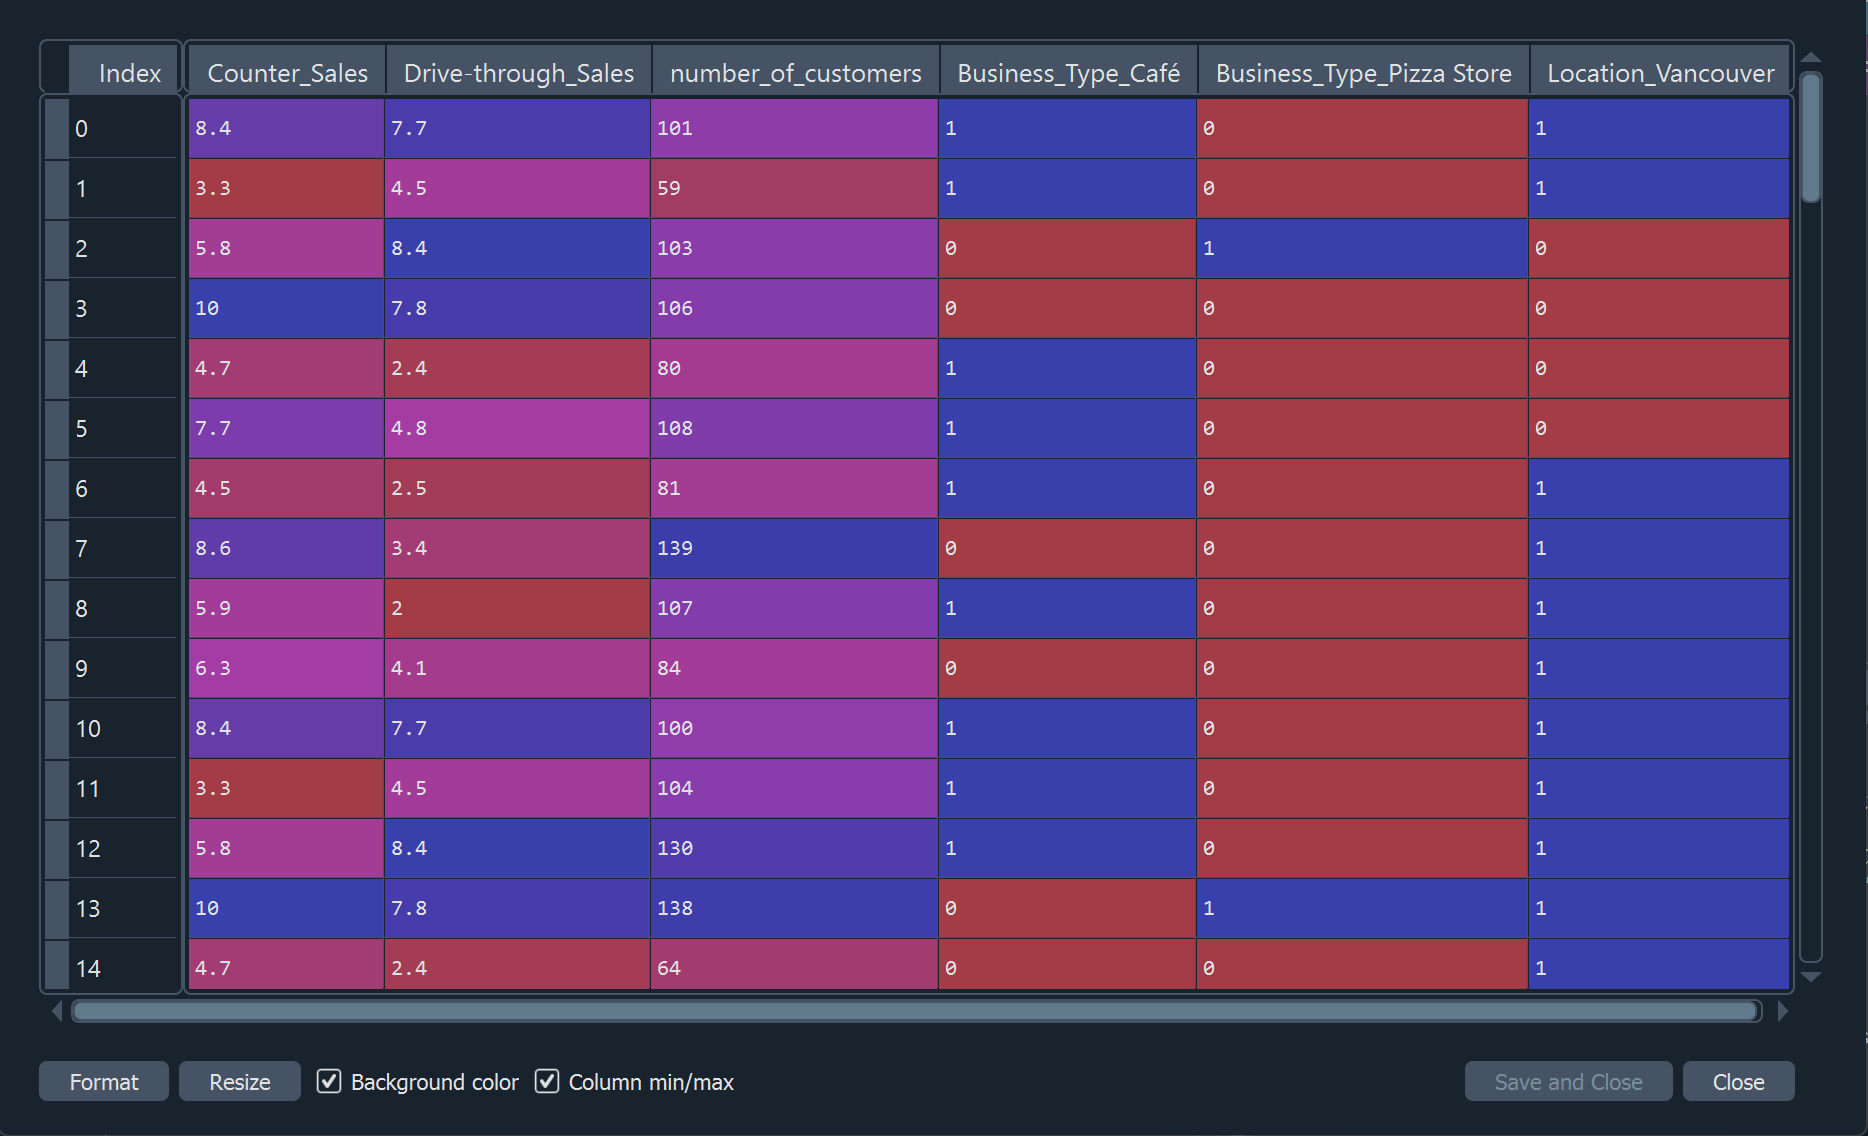 Index Counter_Sales Drive-through_Sales number_of_customers Business_Type_Café Business_Type_Pizza Store Location_Vancouver
0 8.4 7.7 101 1 0 1
1 3.3 4.5 59 1 0 1
2 5.8 8.4 103 0 1 0
3 10 7.8 106 0 0 0
4 4.7 2.4 80 1 0 0
5 7.7 4.8 108 1 0 0
6 4.5 2.5 81 1 0 1
7 8.6 3.4 139 0 0 1
8 5.9 2 107 1 0 1
9 6.3 4.1 84 0 0 1
10 8.4 7.7 100 1 0 1
11 3.3 4.5 104 1 0 1
12 5.8 8.4 130 1 0 1
13 10 7.8 138 0 1 1
14 4.7 2.4 64 0 0 1
Format Resize Background color Column min/max Save and Close Close